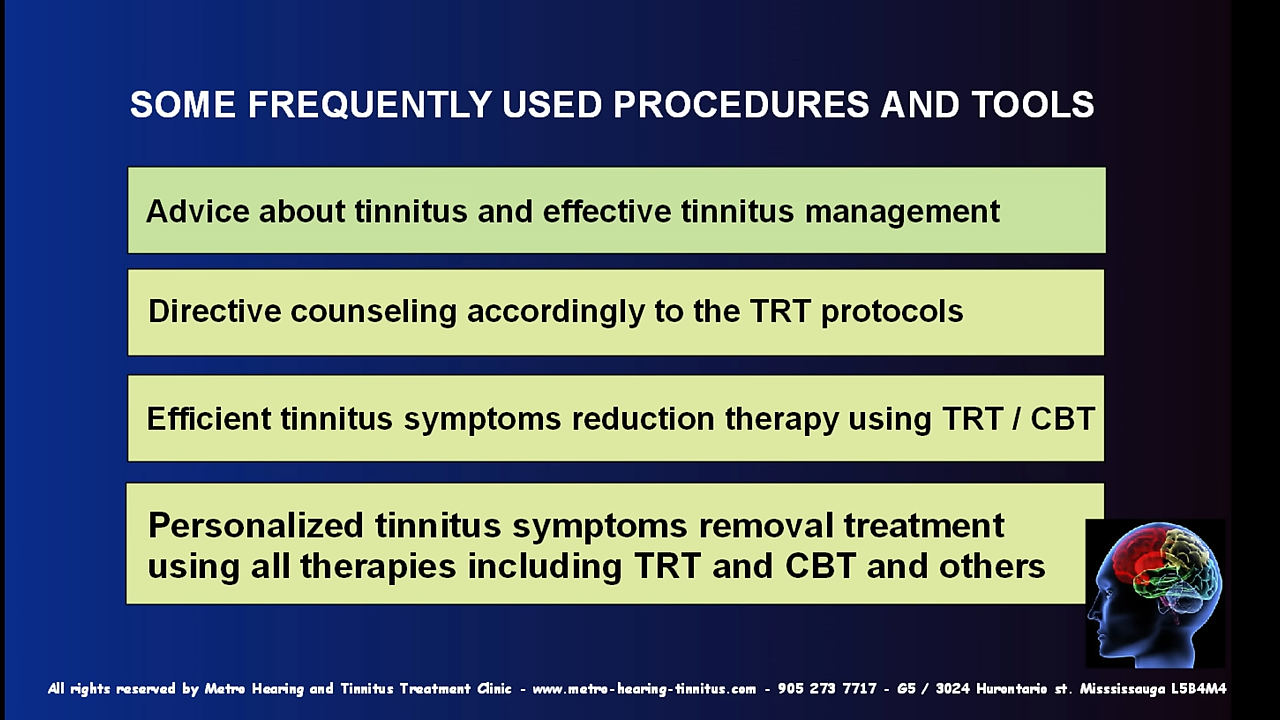 SOME FREQUENTLY USED PROCEDURES AND TOOLS
Advice about tinnitus and effective tinnitus management
Directive counseling accordingly to the TRT protocols
Efficient tinnitus symptoms reduction therapy using TRT / CBT
Personalized tinnitus symptoms removal treatment
using all therapies including TRT and CBT and others
All rights reserved by Metro Hearing and Tinnitus Treatment Clinic - www.metro-hearing-tinnitus.com - 905 273 7717 - G5 / 3024 Hurontario st. Misssissauga L5B4M4